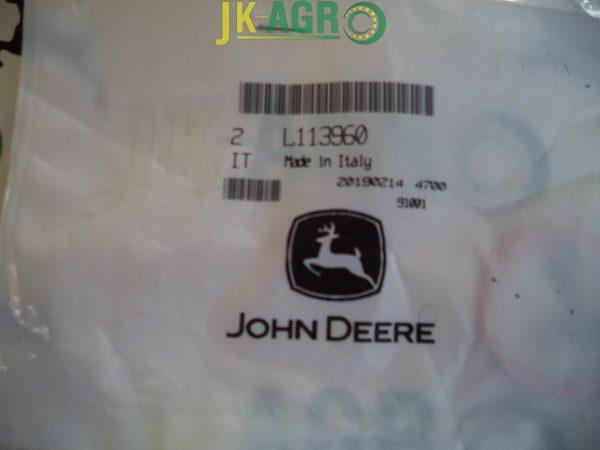 JK-AGRO
2 L113960
IT Made in Italy
20190214 4700
91001
JOHN DEERE